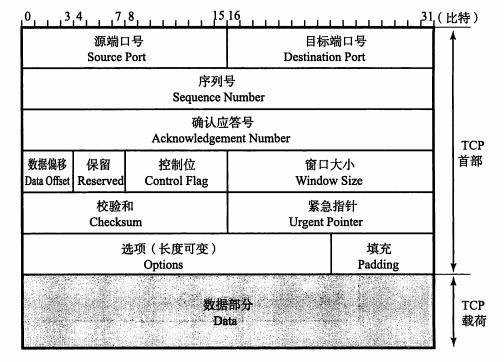 0 3 4 7 8 15 16 31 (比特)
源端口号 目标端口号
Source Port Destination Port
序列号
Sequence Number
确认应答号
Acknowledgement Number
TCP
首部
数据偏移 保留 控制位 窗口大小
Data Offset Reserved Control Flag Window Size
校验和 紧急指针
Checksum Urgent Pointer
选项（长度可变） 填充
Options Padding
数据部分
Data
TCP
载荷